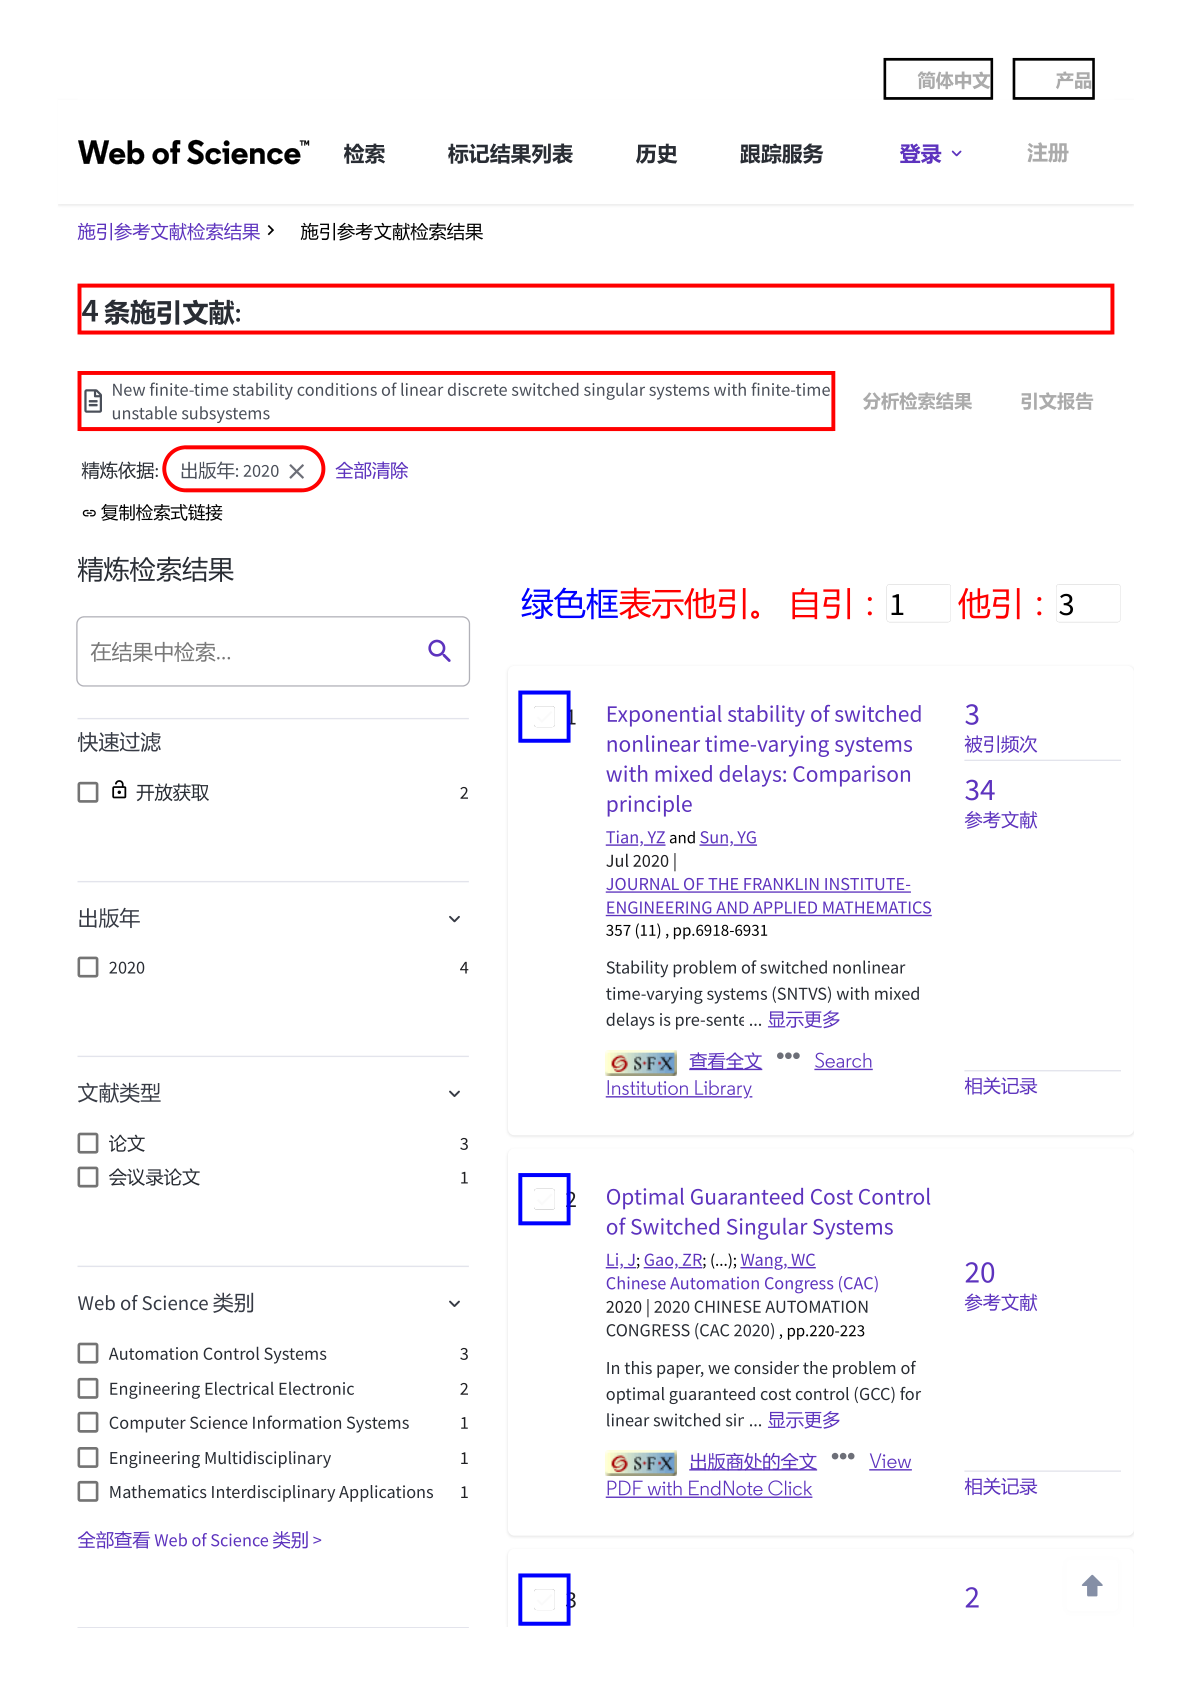 简体中文 产品
Web of Science™ 检索 标记结果列表 历史 跟踪服务 登录 注册
施引参考文献检索结果 > 施引参考文献检索结果
4 条施引文献:
New finite-time stability conditions of linear discrete switched singular systems with finite-time
unstable subsystems
分析检索结果 引文报告
精炼依据: 出版年: 2020 × 全部清除
复制检索式链接
精炼检索结果
在结果中检索...
快速过滤
开放获取 2
出版年
2020 4
文献类型
论文 3
会议录论文 1
Web of Science 类别
Automation Control Systems 3
Engineering Electrical Electronic 2
Computer Science Information Systems 1
Engineering Multidisciplinary 1
Mathematics Interdisciplinary Applications 1
全部查看 Web of Science 类别 >
绿色框表示他引。 自引：1 他引：3
1
Exponential stability of switched
nonlinear time-varying systems
with mixed delays: Comparison
principle
Tian, YZ and Sun, YG
Jul 2020 |
JOURNAL OF THE FRANKLIN INSTITUTE-
ENGINEERING AND APPLIED MATHEMATICS
357 (11) , pp.6918-6931
Stability problem of switched nonlinear
time-varying systems (SNTVS) with mixed
delays is pre-sente ... 显示更多
S·F·X 查看全文 ••• Search
Institution Library
3
被引频次
34
参考文献
相关记录
2
Optimal Guaranteed Cost Control
of Switched Singular Systems
Li, J; Gao, ZR; (...); Wang, WC
Chinese Automation Congress (CAC)
2020 | 2020 CHINESE AUTOMATION
CONGRESS (CAC 2020) , pp.220-223
In this paper, we consider the problem of
optimal guaranteed cost control (GCC) for
linear switched sir ... 显示更多
S·F·X 出版商处的全文 ••• View
PDF with EndNote Click
20
参考文献
相关记录
3
2